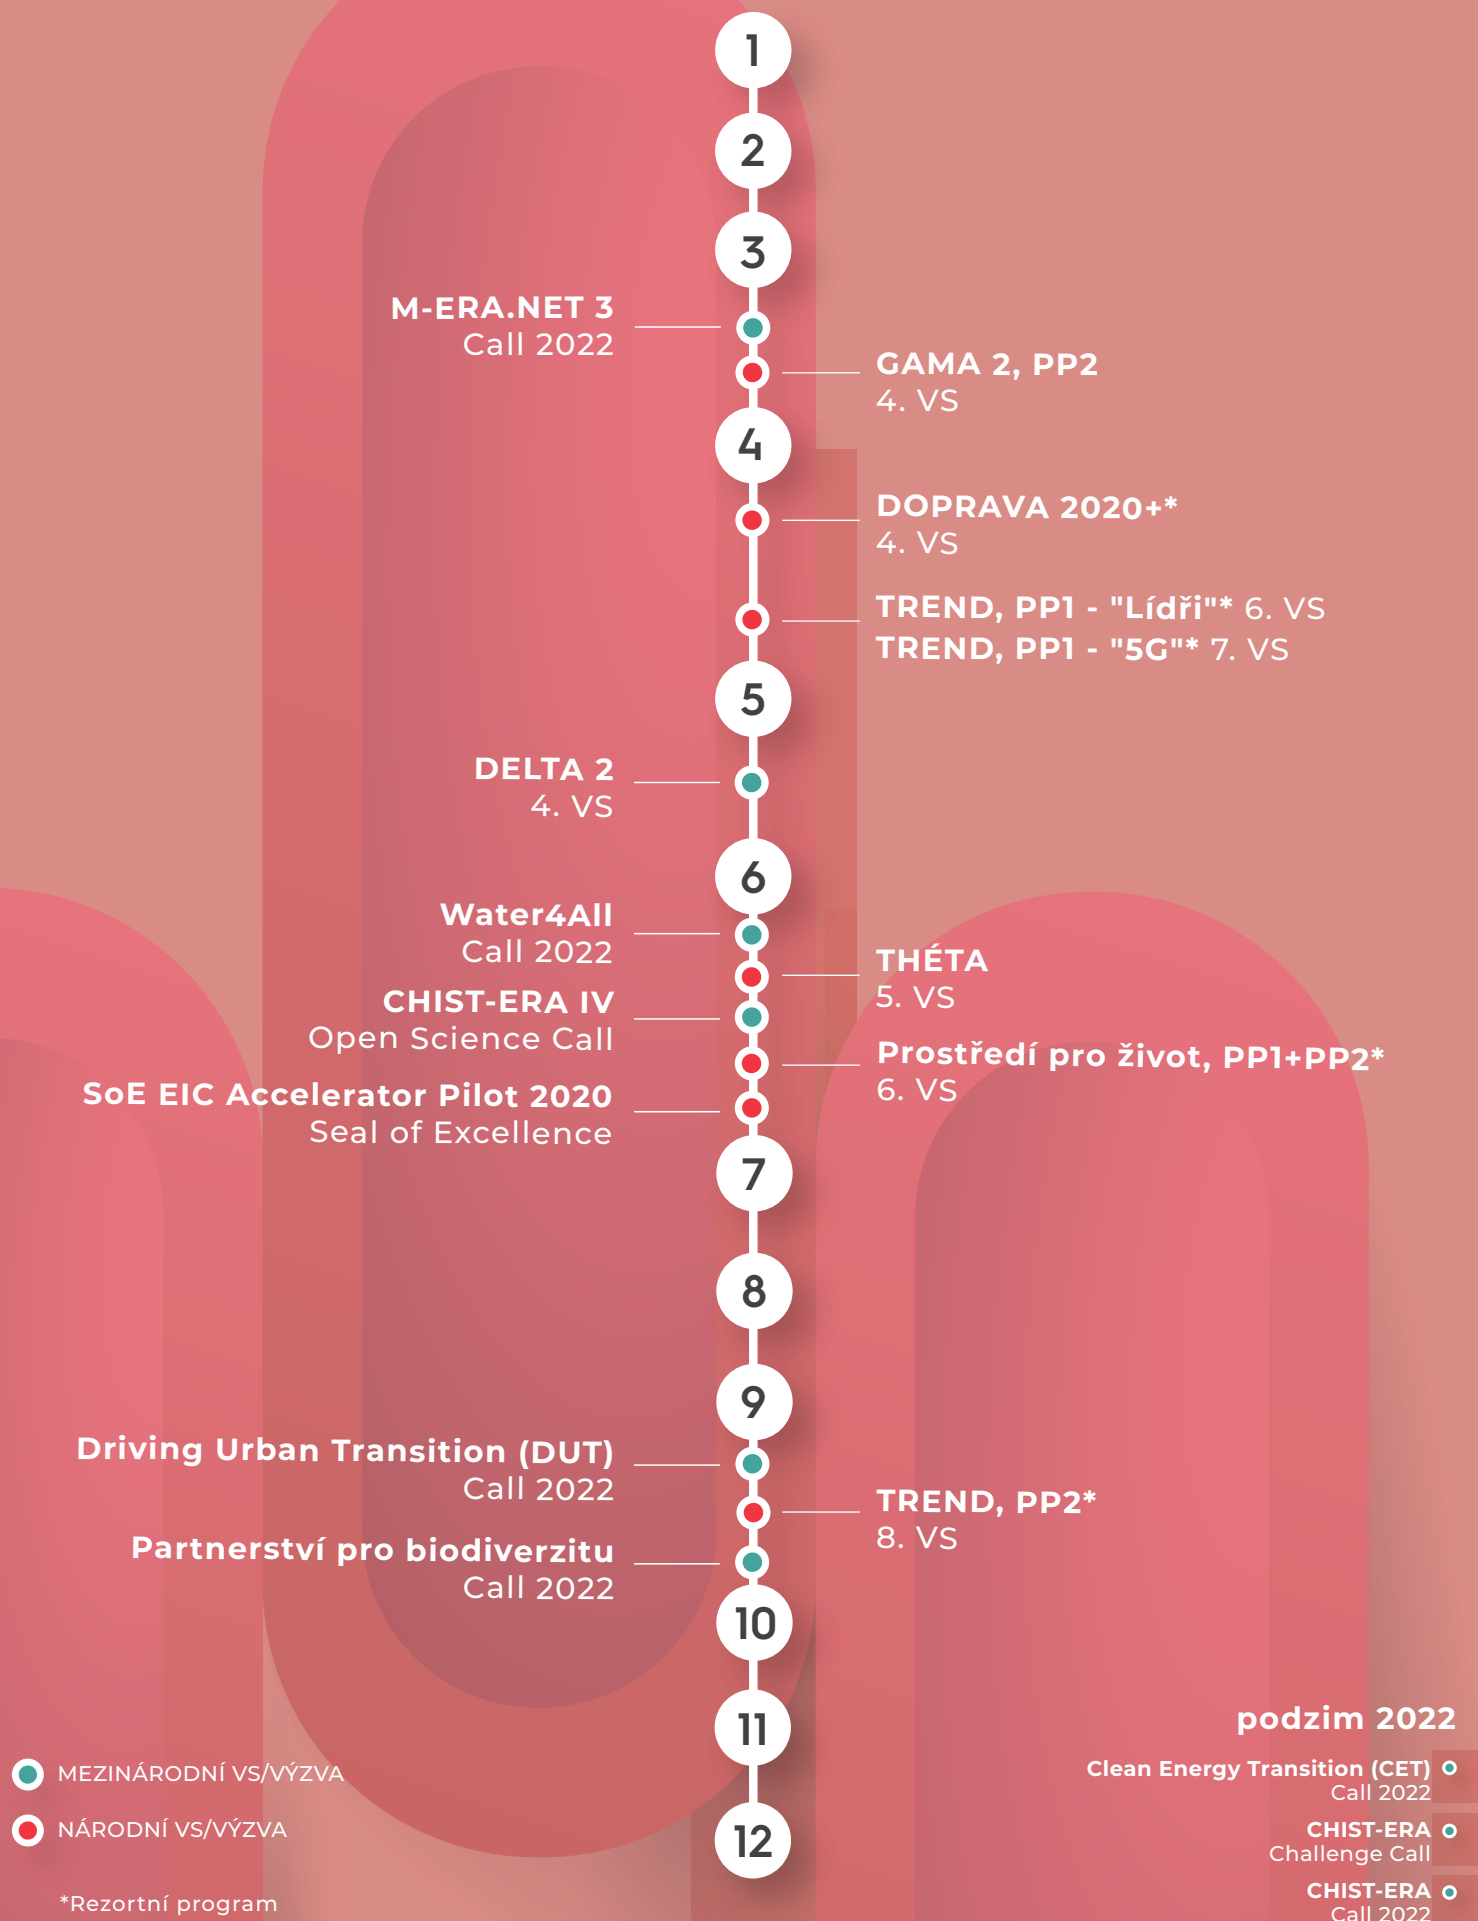 1
2
3
M-ERA.NET 3
Call 2022
GAMA 2, PP2
4. VS
4
DOPRAVA 2020+*
4. VS
TREND, PP1 - "Lídři"* 6. VS
TREND, PP1 - "5G"* 7. VS
5
DELTA 2
4. VS
6
Water4All
Call 2022
THÉTA
5. VS
CHIST-ERA IV
Open Science Call
Prostředí pro život, PP1+PP2*
6. VS
SoE EIC Accelerator Pilot 2020
Seal of Excellence
7
8
9
Driving Urban Transition (DUT)
Call 2022
TREND, PP2*
8. VS
Partnerství pro biodiverzitu
Call 2022
10
11
12
MEZINÁRODNÍ VS/VÝZVA
NÁRODNÍ VS/VÝZVA
*Rezortní program
podzim 2022
Clean Energy Transition (CET)
Call 2022
CHIST-ERA
Challenge Call
CHIST-ERA
Call 2022